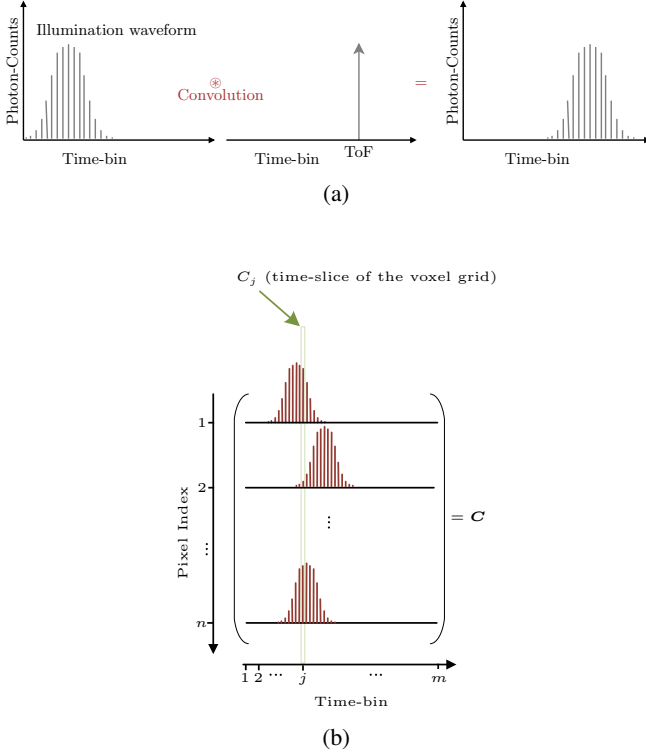 Photon-Counts
Illumination waveform
Time-bin
⊛
Convolution
Time-bin
ToF
=
Photon-Counts
Time-bin
(a)
C_j (time-slice of the voxel grid)
Pixel Index
1
2
⋮
⋮
n
= C
1 2 ... j ... m
Time-bin
(b)